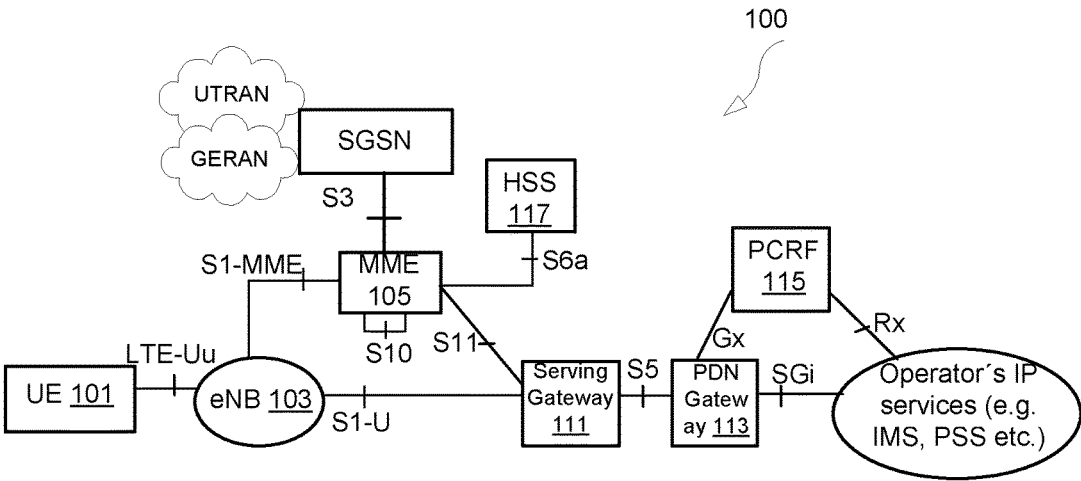 100
UTRAN
SGSN
GERAN
S3
HSS
117
S6a
PCRF
115
S1-MME
MME
105
S10
S11
Gx
Rx
LTE-Uu
UE 101
eNB 103
S1-U
Serving
Gateway
111
S5
PDN
Gatew
ay 113
SGi
Operator´s IP
services (e.g.
IMS, PSS etc.)